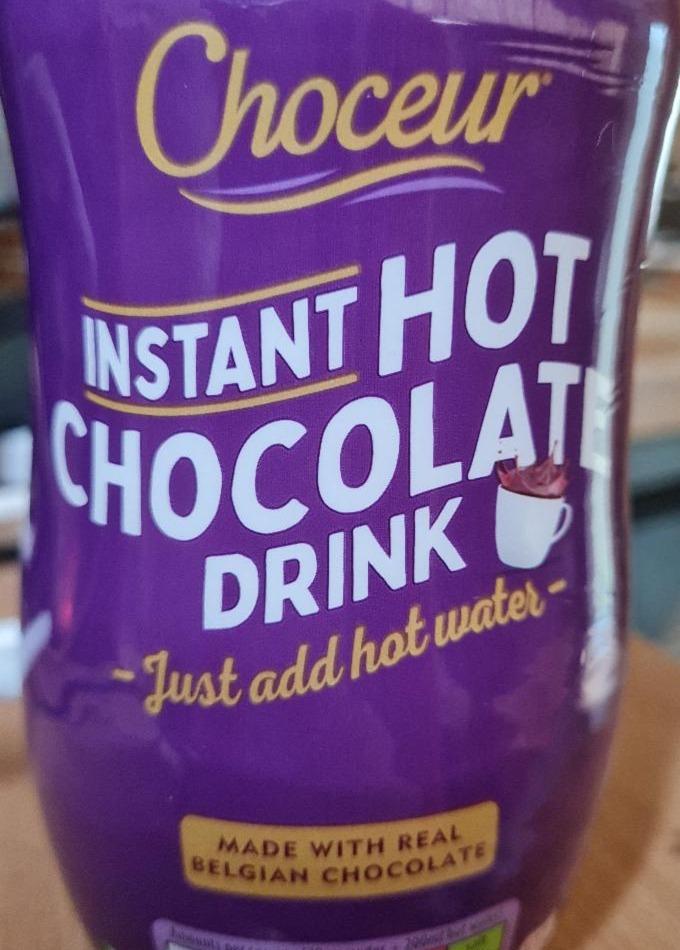 Choceur
INSTANT HOT
CHOCOLATE
DRINK
- Just add hot water -
MADE WITH REAL
BELGIAN CHOCOLATE